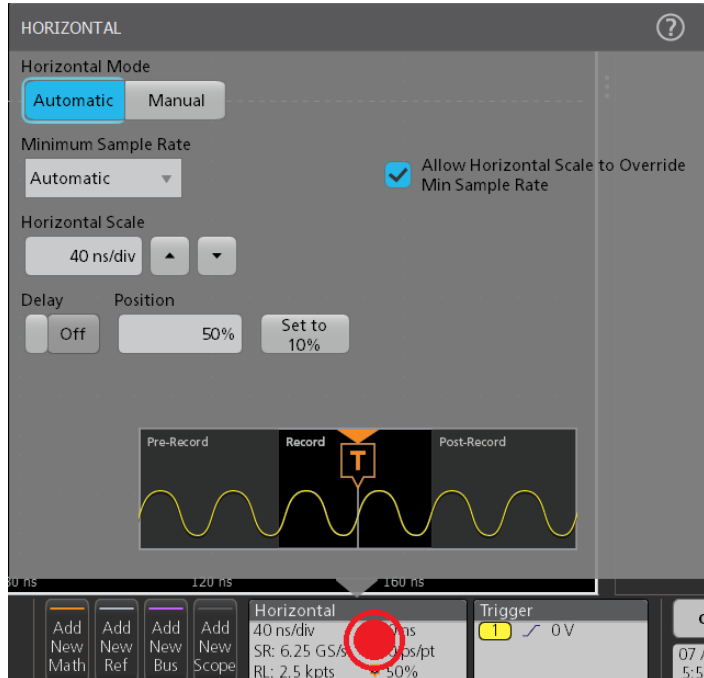 HORIZONTAL
?
Horizontal Mode
Automatic Manual
Minimum Sample Rate
Automatic
Allow Horizontal Scale to Override
Min Sample Rate
Horizontal Scale
40 ns/div
Delay Position
Off 50% Set to
10%
Pre-Record Record Post-Record
T
120 ns 160 ns
Add New Math
Add New Ref
Add New Bus
Add New Scope
Horizontal
40 ns/div
SR: 6.25 GS/s
RL: 2.5 kpts 50%
Trigger
1 0 V
07